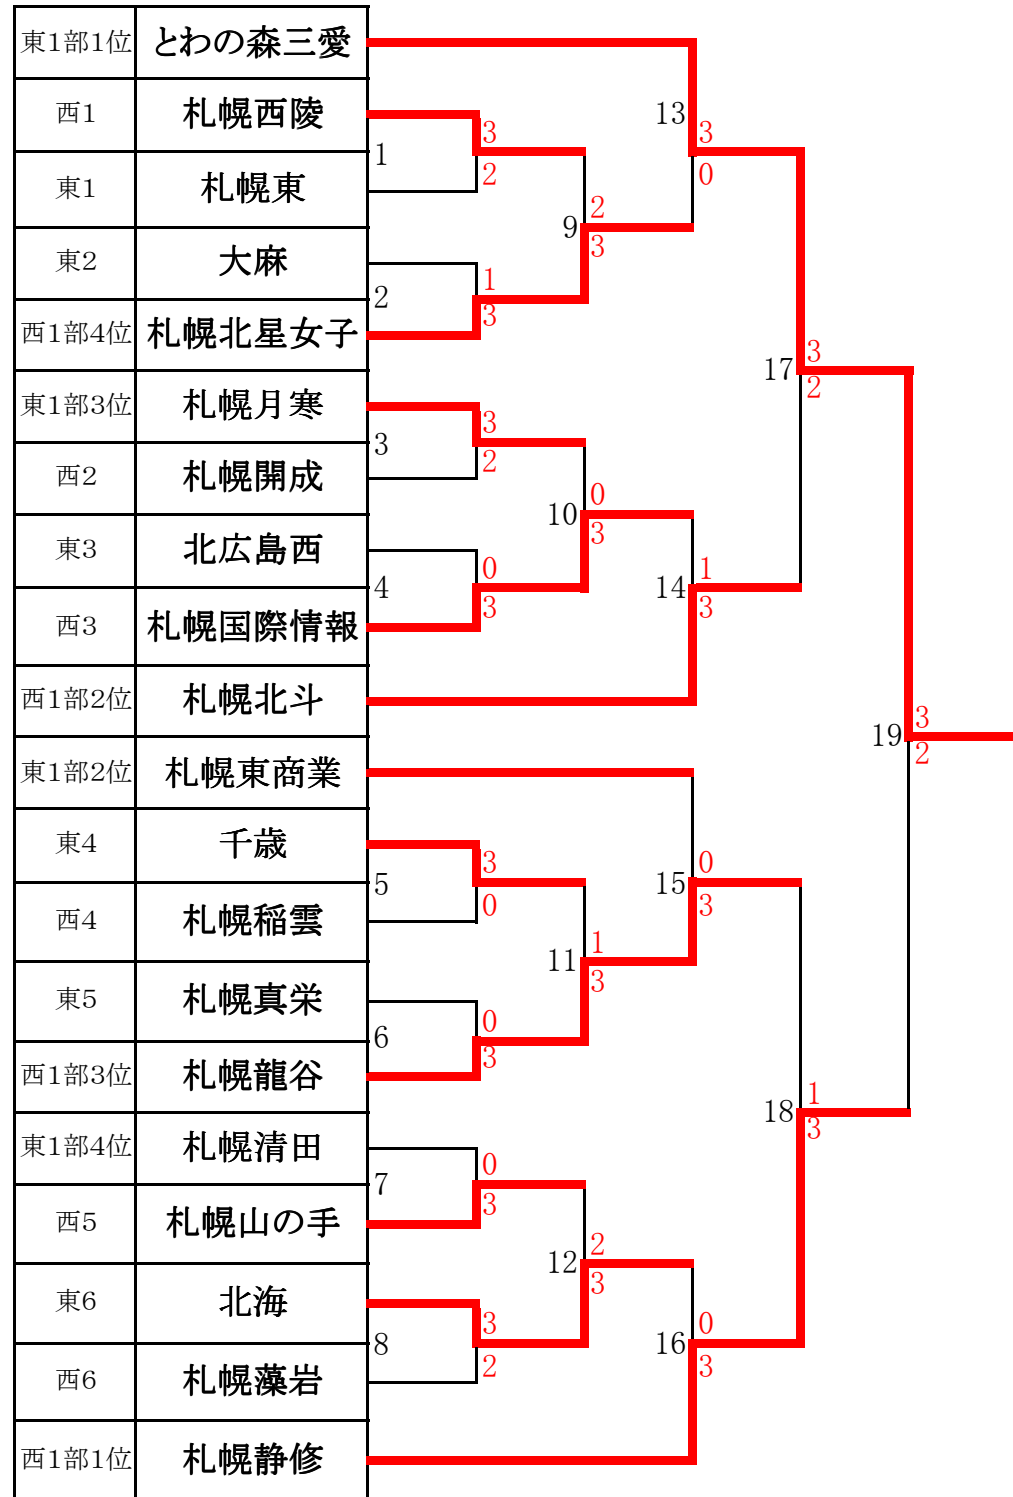 東1部1位 とわの森三愛
西1 札幌西陵
東1 札幌東
東2 大麻
西1部4位 札幌北星女子
東1部3位 札幌月寒
西2 札幌開成
東3 北広島西
西3 札幌国際情報
西1部2位 札幌北斗
東1部2位 札幌東商業
東4 千歳
西4 札幌稲雲
東5 札幌真栄
西1部3位 札幌龍谷
東1部4位 札幌清田
西5 札幌山の手
東6 北海
西6 札幌藻岩
西1部1位 札幌静修
1 3 2
2 1 3
3 3 2
4 0 3
5 3 0
6 0 3
7 0 3
8 3 2
9 2 3
10 0 3
11 1 3
12 2 3
13 3 0
14 1 3
15 0 3
16 0 3
17 3 2
18 1 3
19 3 2